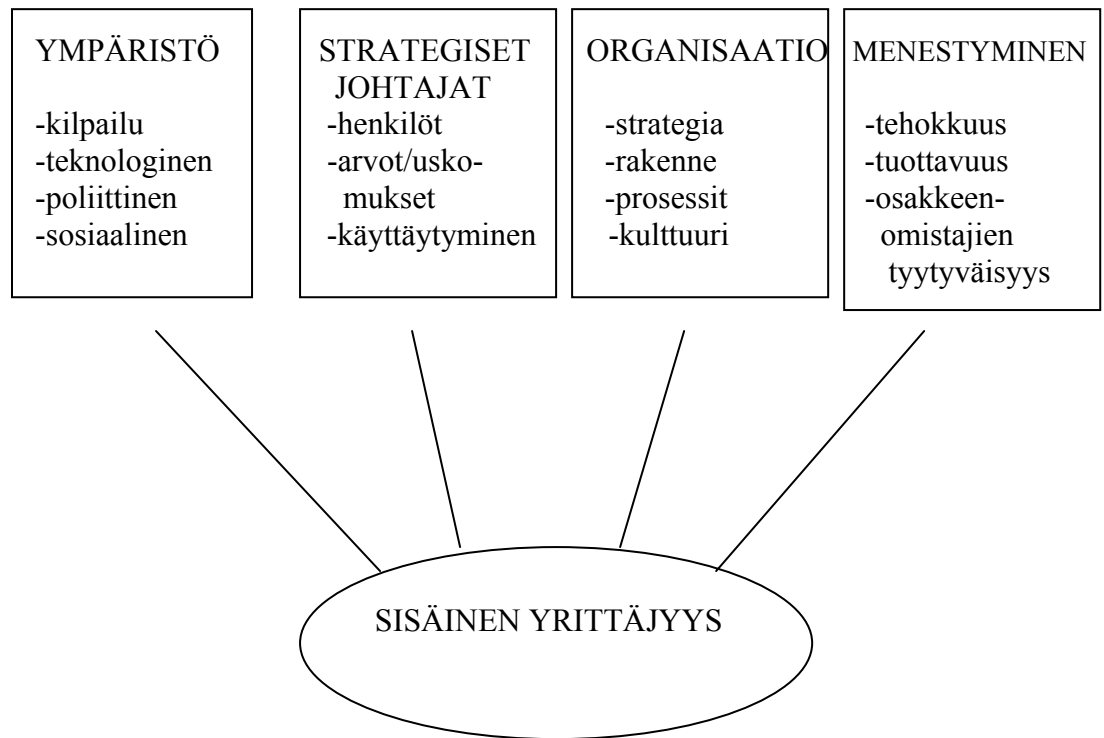 YMPÄRISTÖ
-kilpailu
-teknologinen
-poliittinen
-sosiaalinen
STRATEGISET
JOHTAJAT
-henkilöt
-arvot/usko-
mukset
-käyttäytyminen
ORGANISAATIO
-strategia
-rakenne
-prosessit
-kulttuuri
MENESTYMINEN
-tehokkuus
-tuottavuus
-osakkeen-
omistajien
tyytyväisyys
SISÄINEN YRITTÄJYYS